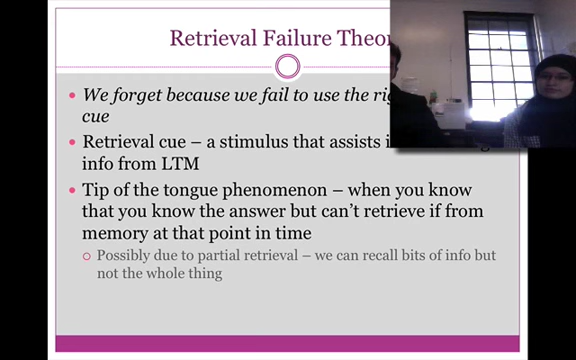 Retrieval Failure Theor
We forget because we fail to use the rig
cue
Retrieval cue – a stimulus that assists i
info from LTM
Tip of the tongue phenomenon – when you know
that you know the answer but can't retrieve if from
memory at that point in time
Possibly due to partial retrieval – we can recall bits of info but
not the whole thing